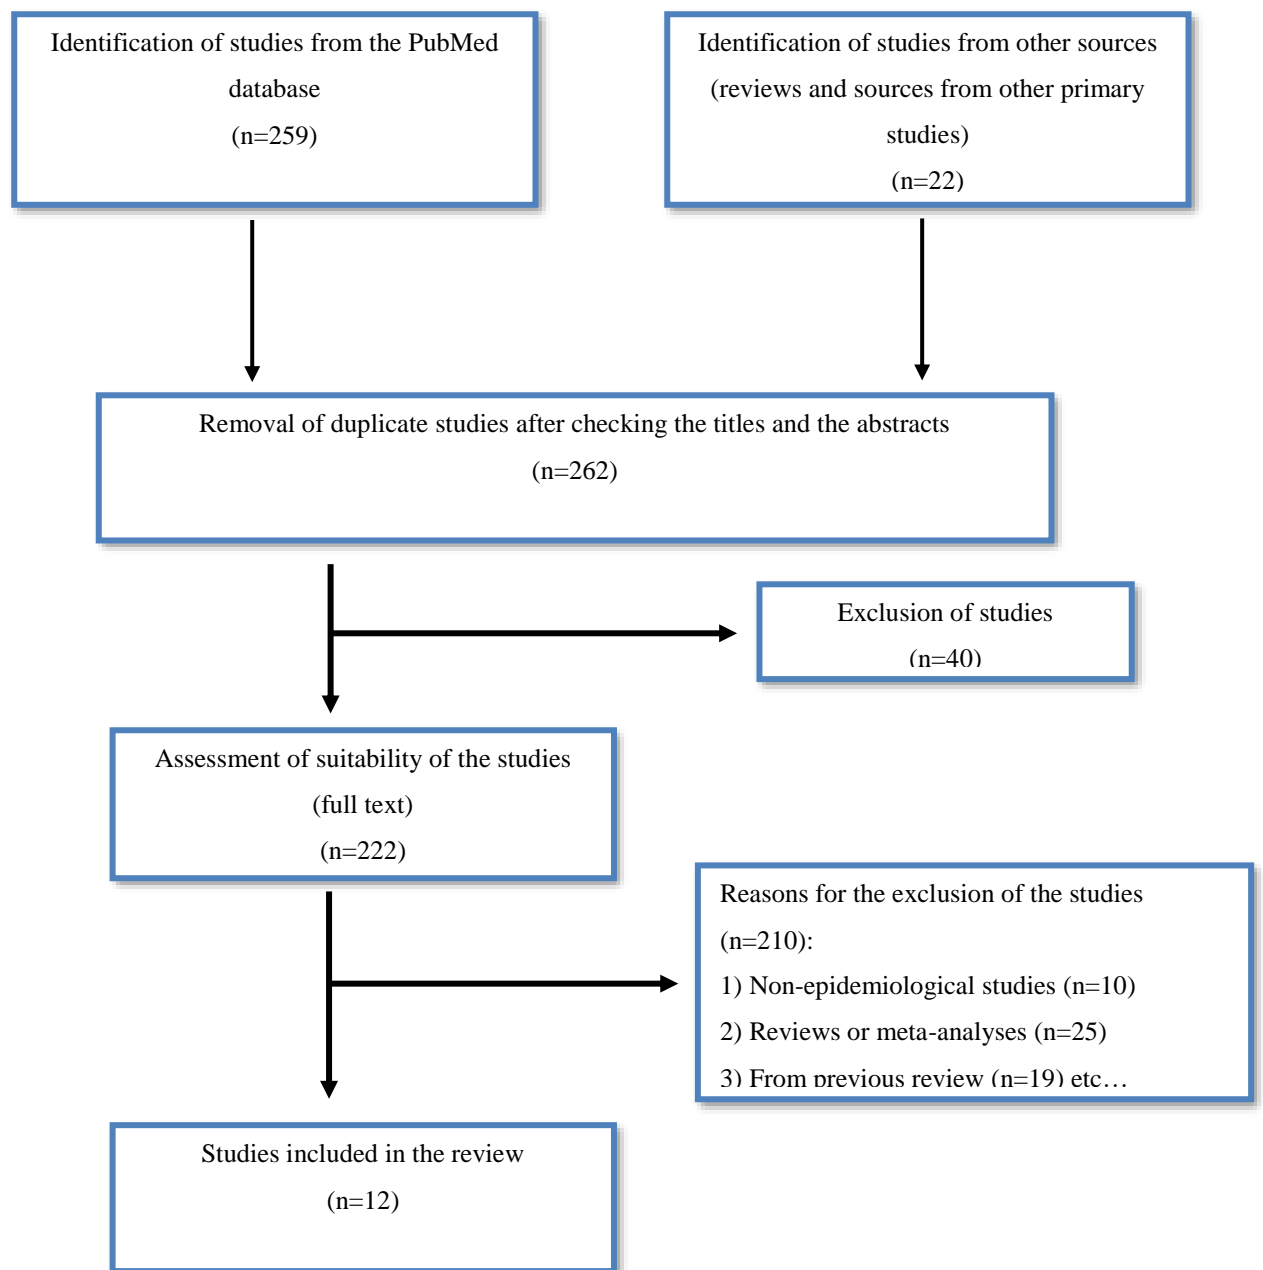 Identification of studies from the PubMed
database
(n=259)
Identification of studies from other sources
(reviews and sources from other primary
studies)
(n=22)
Removal of duplicate studies after checking the titles and the abstracts
(n=262)
Exclusion of studies
(n=40)
Assessment of suitability of the studies
(full text)
(n=222)
Reasons for the exclusion of the studies
(n=210):
1) Non-epidemiological studies (n=10)
2) Reviews or meta-analyses (n=25)
3) From previous review (n=19) etc…
Studies included in the review
(n=12)